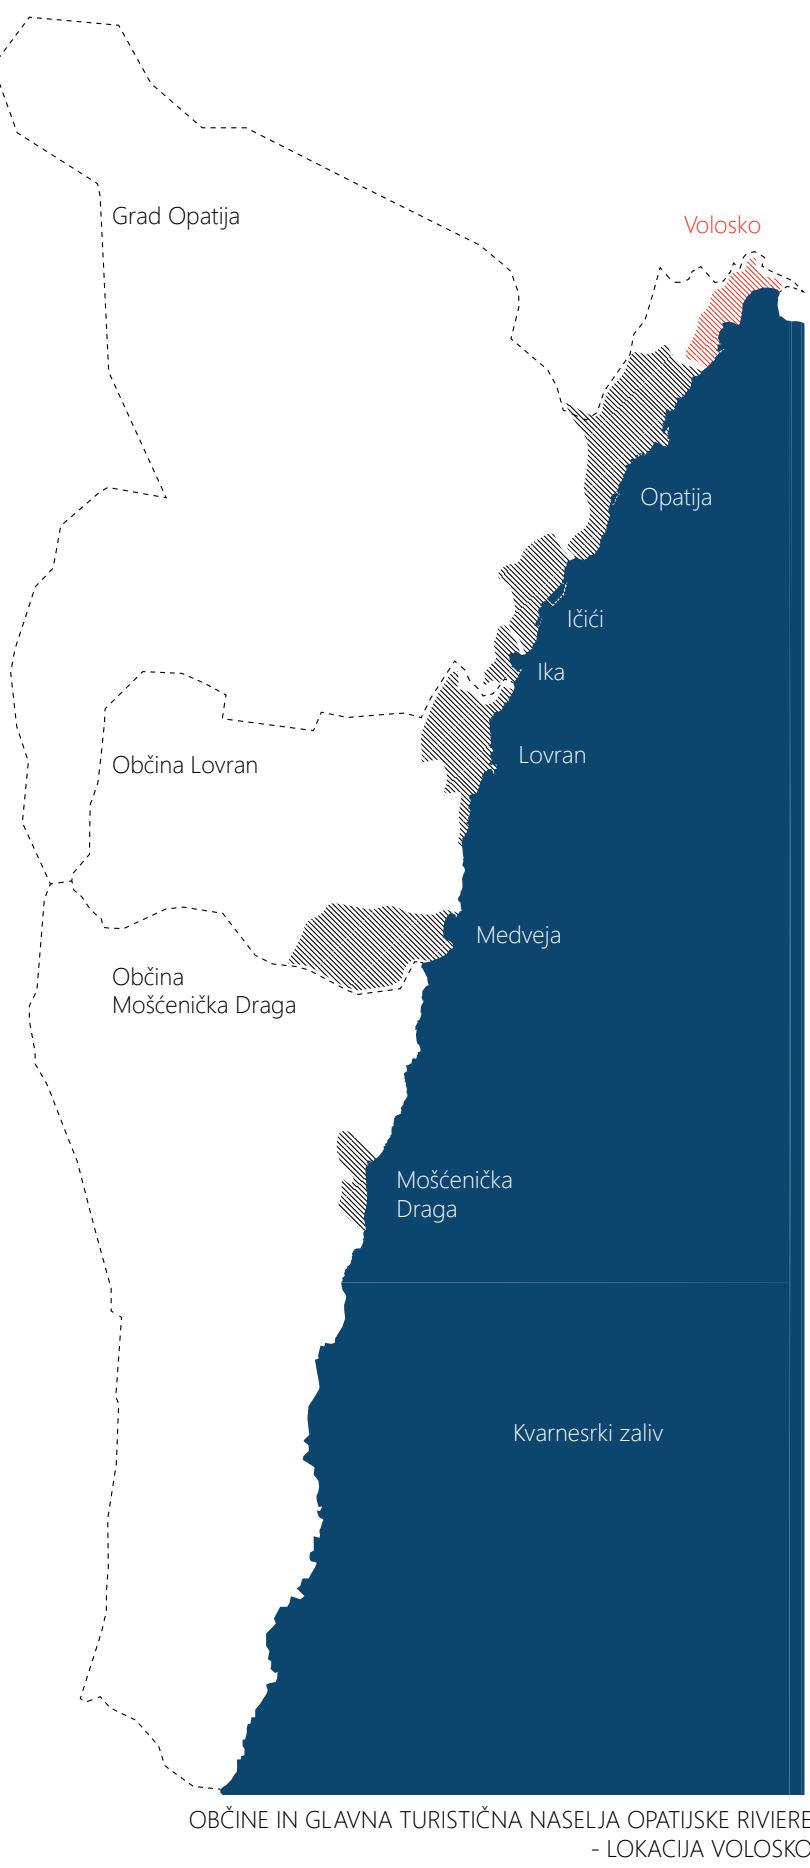 Grad Opatija
Volosko
Opatija
Ičići
Ika
Lovran
Občina Lovran
Medveja
Občina
Mošćenička Draga
Mošćenička
Draga
Kvarnesrki zaliv
OBČINE IN GLAVNA TURISTIČNA NASELJA OPATIJSKE RIVIERE
- LOKACIJA VOLOSKO